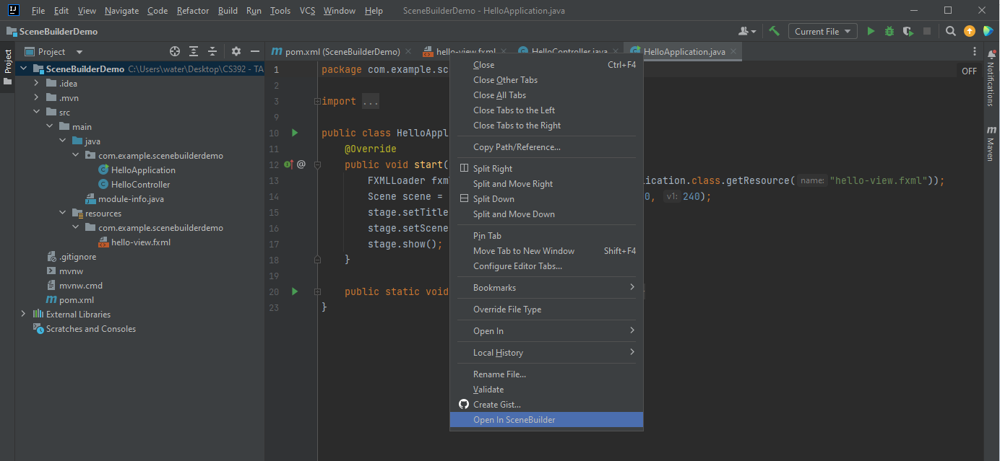 IJ File Edit View Navigate Code Refactor Build Run Tools VCS Window Help SceneBuilderDemo - HelloApplication.java
SceneBuilderDemo Current File
Project
Project
m pom.xml (SceneBuilderDemo) hello-view.fxml HelloController.java HelloApplication.java
SceneBuilderDemo C:\Users\water\Desktop\CS392 - TA
.idea
.mvn
src
main
java
com.example.scenebuilderdemo
HelloApplication
HelloController
module-info.java
resources
com.example.scenebuilderdemo
hello-view.fxml
.gitignore
mvnw
mvnw.cmd
m pom.xml
External Libraries
Scratches and Consoles
1 package com.example.sc
2
3 import ...
9
10 public class HelloAppl
11 @Override
12 @ public void start(
13 FXMLLoader fxm lication.class.getResource( name: "hello-view.fxml"));
14 Scene scene = 0, v1: 240);
15 stage.setTitle
16 stage.setScene
17 stage.show();
18 }
19
20 public static void
23 }
Close Ctrl+F4
Close Other Tabs
Close All Tabs
Close Tabs to the Left
Close Tabs to the Right
Copy Path/Reference...
Split Right
Split and Move Right
Split Down
Split and Move Down
Pin Tab
Move Tab to New Window Shift+F4
Configure Editor Tabs...
Bookmarks
Override File Type
Open In
Local History
Rename File...
Validate
Create Gist...
Open In SceneBuilder
OFF
Notifications
m Maven